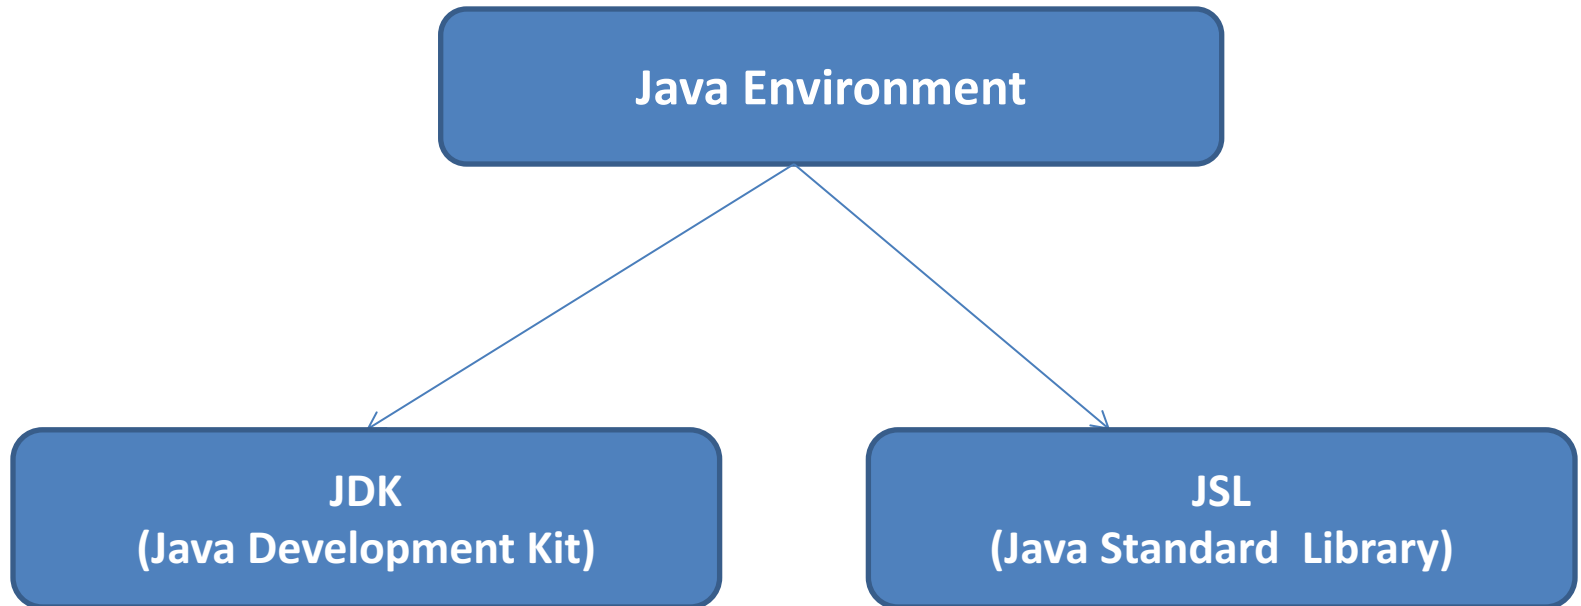 Java Environment
JDK
(Java Development Kit)
JSL
(Java Standard  Library)